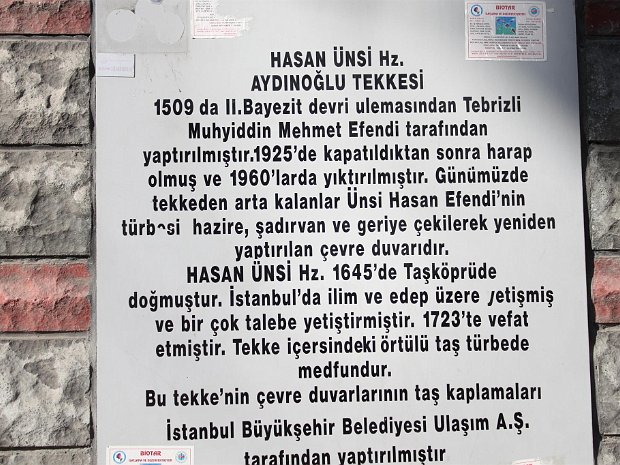 BIOTAR
HASAN ÜNSİ Hz.
AYDINOĞLU TEKKESİ
1509 da II.Bayezit devri ulemasından Tebrizli
Muhyiddin Mehmet Efendi tarafından
yaptırılmıştır.1925’de kapatıldıktan sonra harap
olmuş ve 1960’larda yıktırılmıştır. Günümüzde
tekkeden arta kalanlar Ünsi Hasan Efendi’nin
türbesi hazire, şadırvan ve geriye çekilerek yeniden
yaptırılan çevre duvarıdır.
HASAN ÜNSİ Hz. 1645’de Taşköprüde
doğmuştur. İstanbul’da ilim ve edep üzere yetişmiş
ve bir çok talebe yetiştirmiştir. 1723’te vefat
etmiştir. Tekke içersindeki örtülü taş türbede
medfundur.
Bu tekke’nin çevre duvarlarının taş kaplamaları
İstanbul Büyükşehir Belediyesi Ulaşım A.Ş.
tarafından yaptırılmıştır
BIOTAR